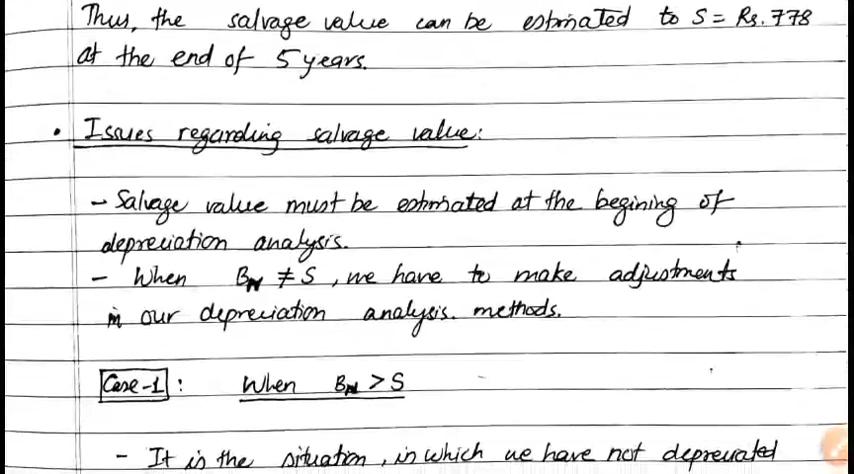 Thus, the salvage value can be estimated to S = Rs. 778
at the end of 5 years.
• Issues regarding salvage value:
- Salvage value must be estimated at the begining of
depreciation analysis.
- When B_N ≠ S, we have to make adjustments
in our depreciation analysis. methods.
Case-1 : When B_N > S
- It is the situation, in which we have not depreciated